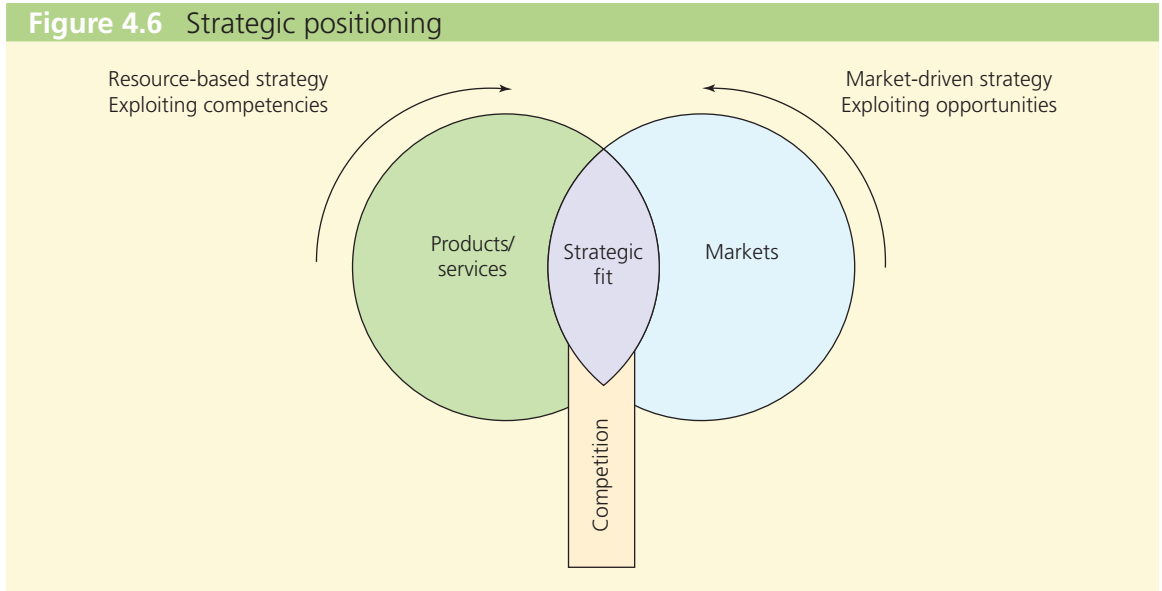 Figure 4.6 Strategic positioning
Resource-based strategy
Exploiting competencies
Market-driven strategy
Exploiting opportunities
Products/
services
Strategic
fit
Markets
Competition